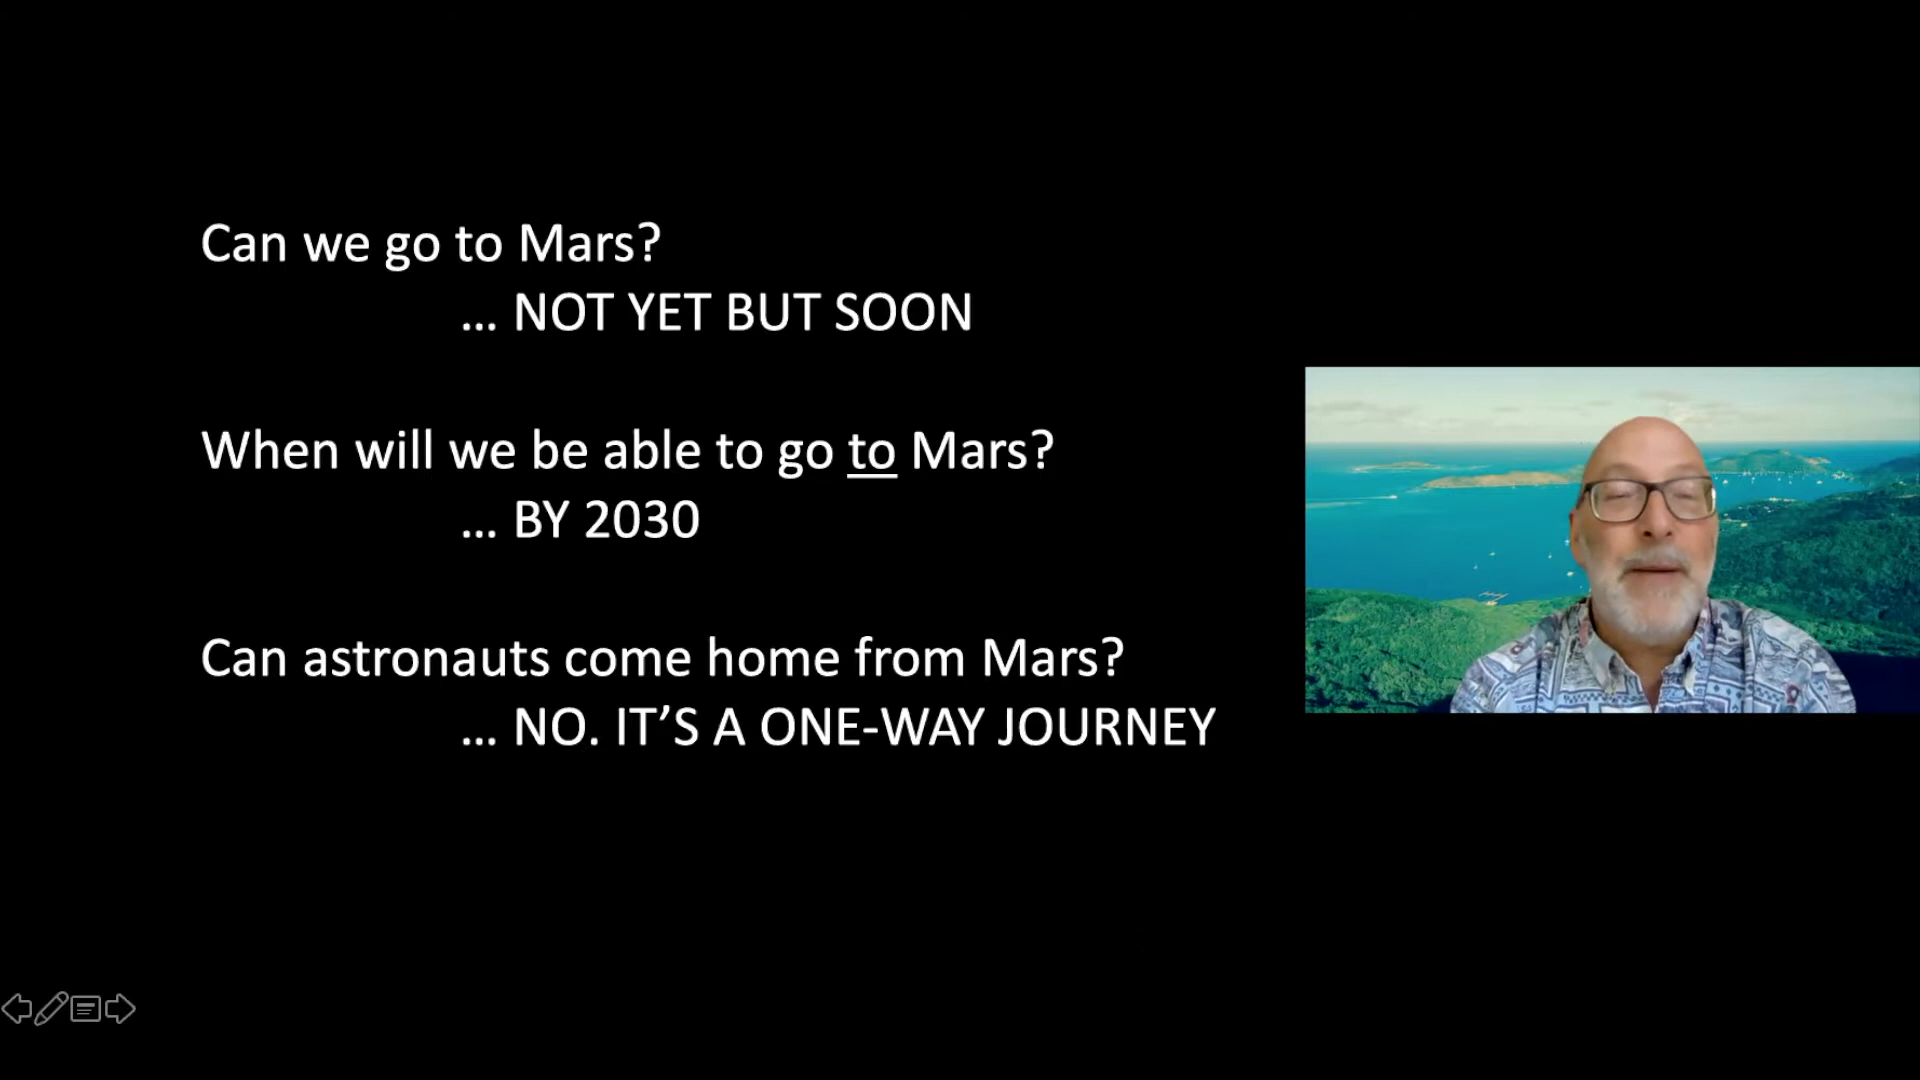 Can we go to Mars?
... NOT YET BUT SOON
When will we be able to go to Mars?
... BY 2030
Can astronauts come home from Mars?
... NO. IT’S A ONE-WAY JOURNEY